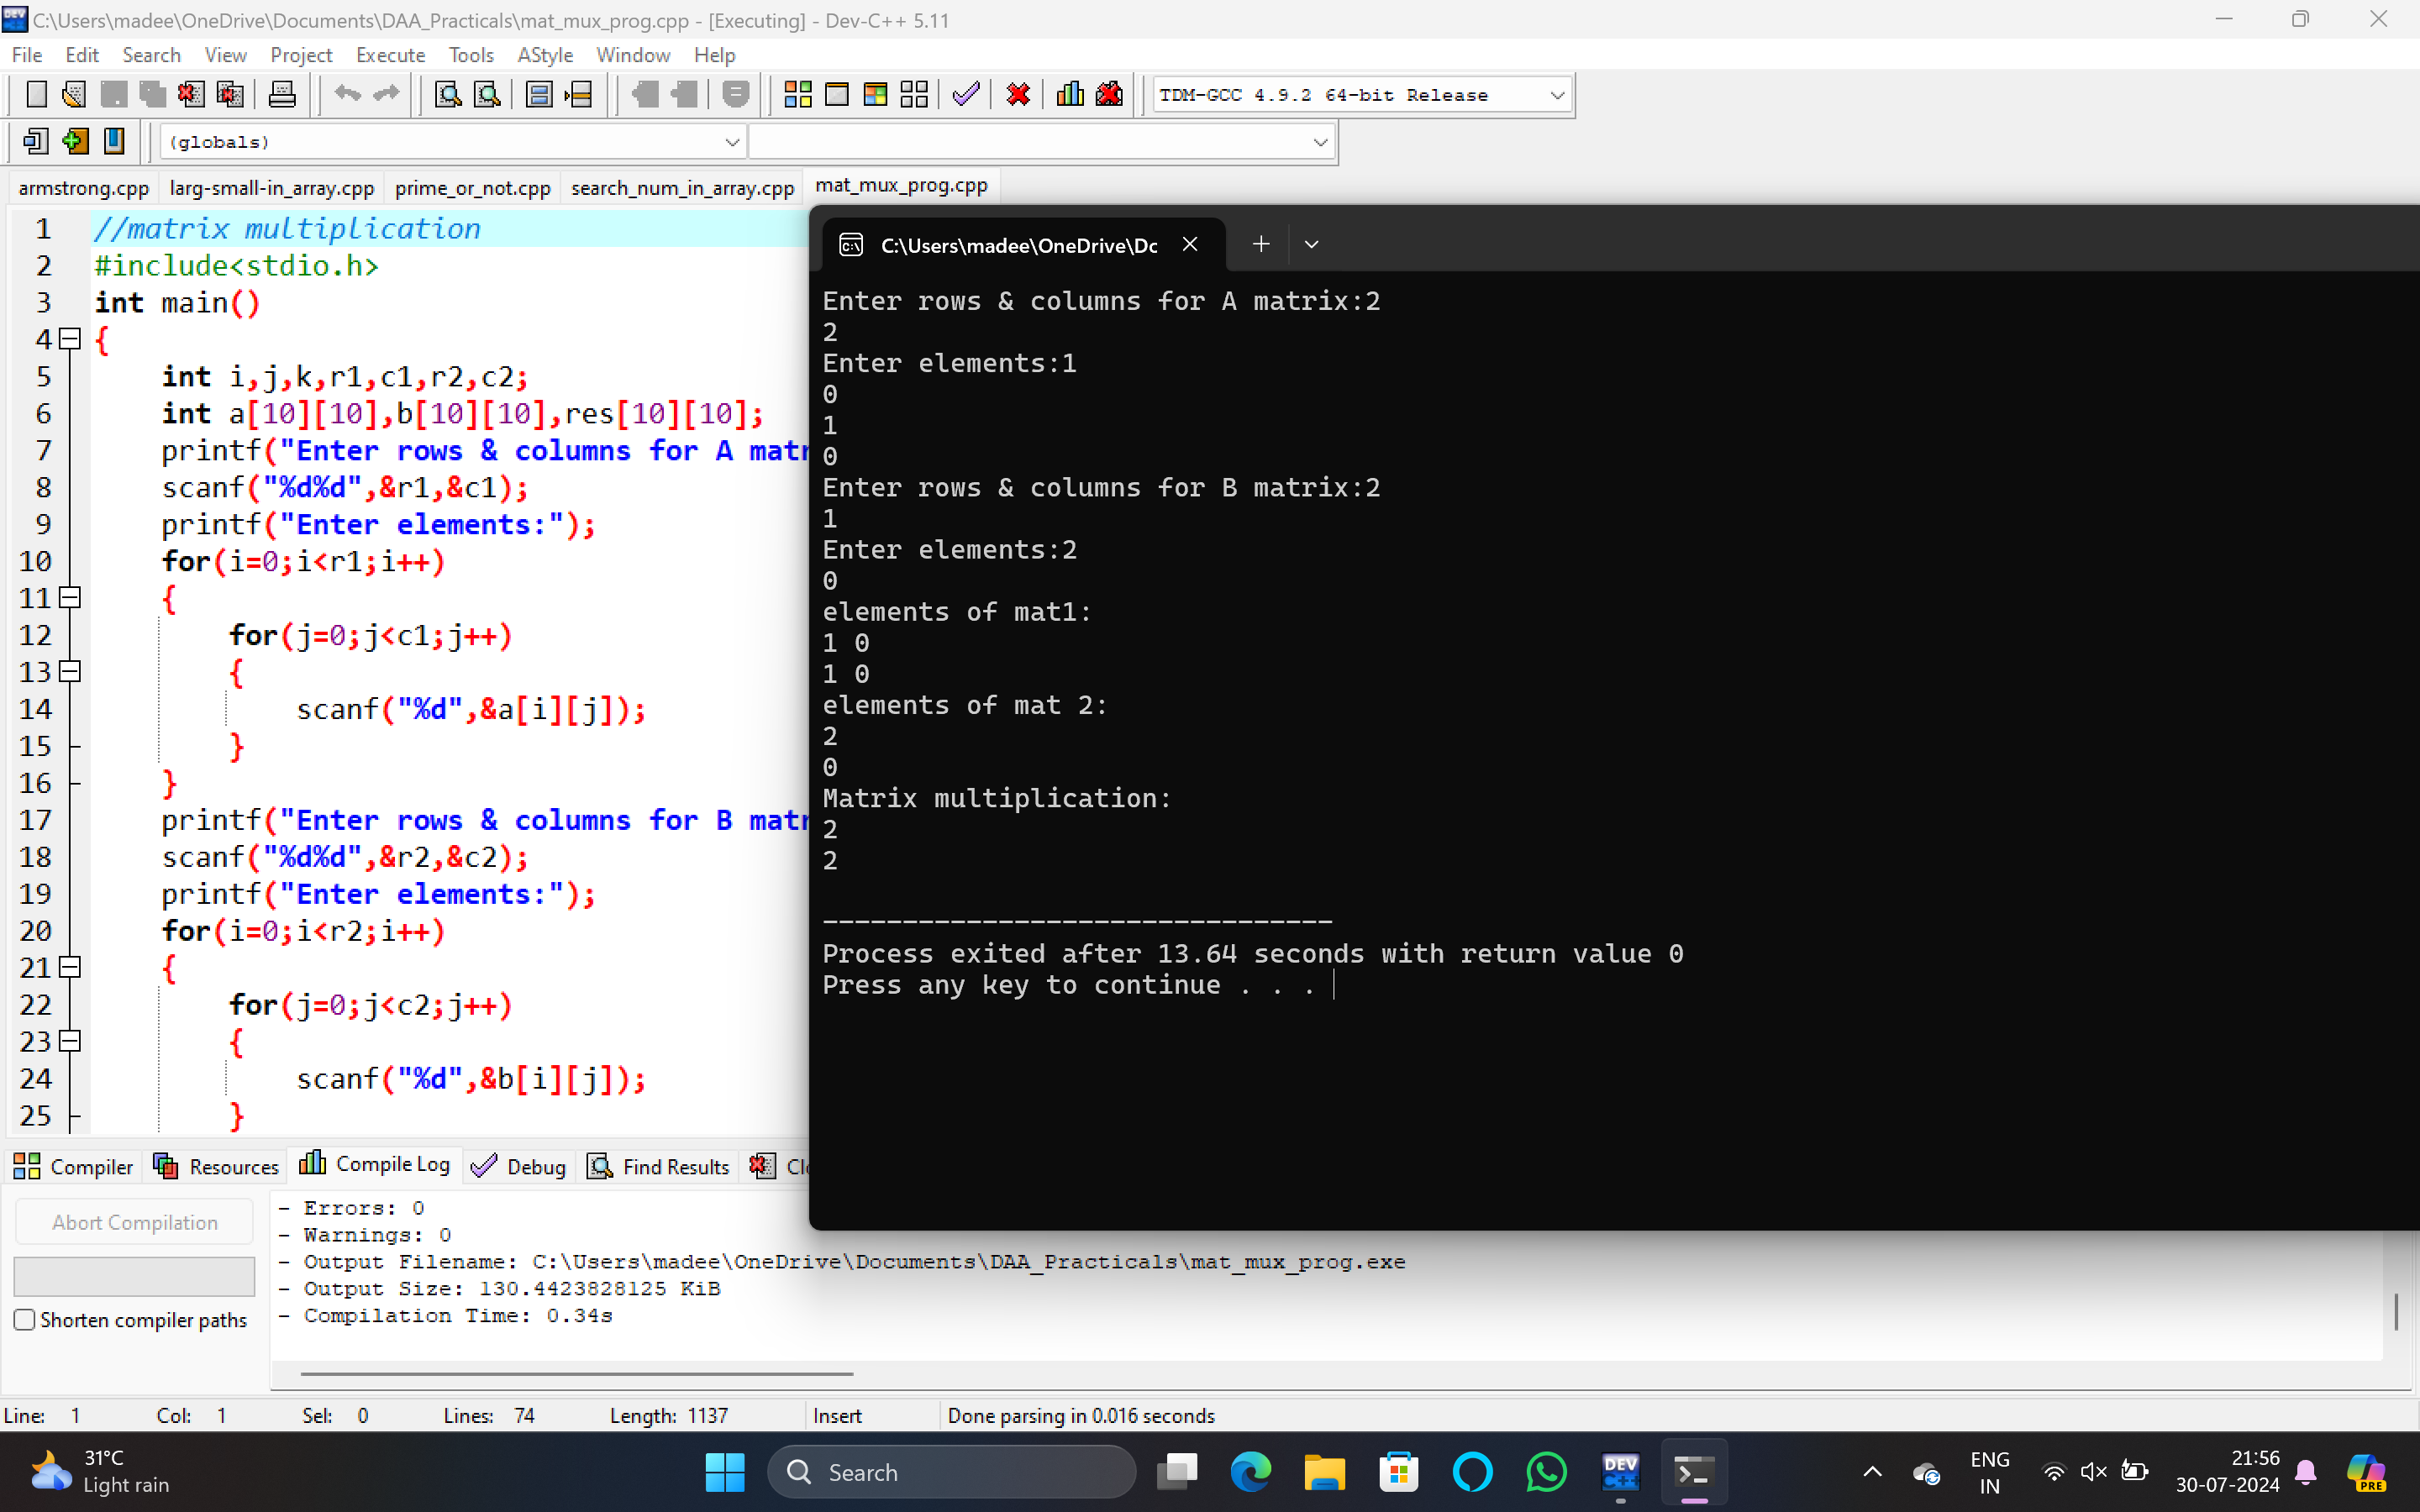 C:\Users\madee\OneDrive\Documents\DAA_Practicals\mat_mux_prog.cpp - [Executing] - Dev-C++ 5.11
File Edit Search View Project Execute Tools AStyle Window Help
TDM-GCC 4.9.2 64-bit Release
(globals)
armstrong.cpp larg-small-in_array.cpp prime_or_not.cpp search_num_in_array.cpp mat_mux_prog.cpp
1 //matrix multiplication
2 #include<stdio.h>
3 int main()
4 {
5 int i,j,k,r1,c1,r2,c2;
6 int a[10][10],b[10][10],res[10][10];
7 printf("Enter rows & columns for A matr
8 scanf("%d%d",&r1,&c1);
9 printf("Enter elements:");
10 for(i=0;i<r1;i++)
11 {
12 for(j=0;j<c1;j++)
13 {
14 scanf("%d",&a[i][j]);
15 }
16 }
17 printf("Enter rows & columns for B matr
18 scanf("%d%d",&r2,&c2);
19 printf("Enter elements:");
20 for(i=0;i<r2;i++)
21 {
22 for(j=0;j<c2;j++)
23 {
24 scanf("%d",&b[i][j]);
25 }
C:\Users\madee\OneDrive\Dc
Enter rows & columns for A matrix:2
2
Enter elements:1
0
1
0
Enter rows & columns for B matrix:2
1
Enter elements:2
0
elements of mat1:
1 0
1 0
elements of mat 2:
2
0
Matrix multiplication:
2
2
--------------------------------
Process exited after 13.64 seconds with return value 0
Press any key to continue . . .
Compiler Resources Compile Log Debug Find Results Cl
Abort Compilation
Shorten compiler paths
- Errors: 0
- Warnings: 0
- Output Filename: C:\Users\madee\OneDrive\Documents\DAA_Practicals\mat_mux_prog.exe
- Output Size: 130.4423828125 KiB
- Compilation Time: 0.34s
Line: 1 Col: 1 Sel: 0 Lines: 74 Length: 1137 Insert Done parsing in 0.016 seconds
31°C
Light rain
Search
DEV
C++
ENG
IN
21:56
30-07-2024
PRE